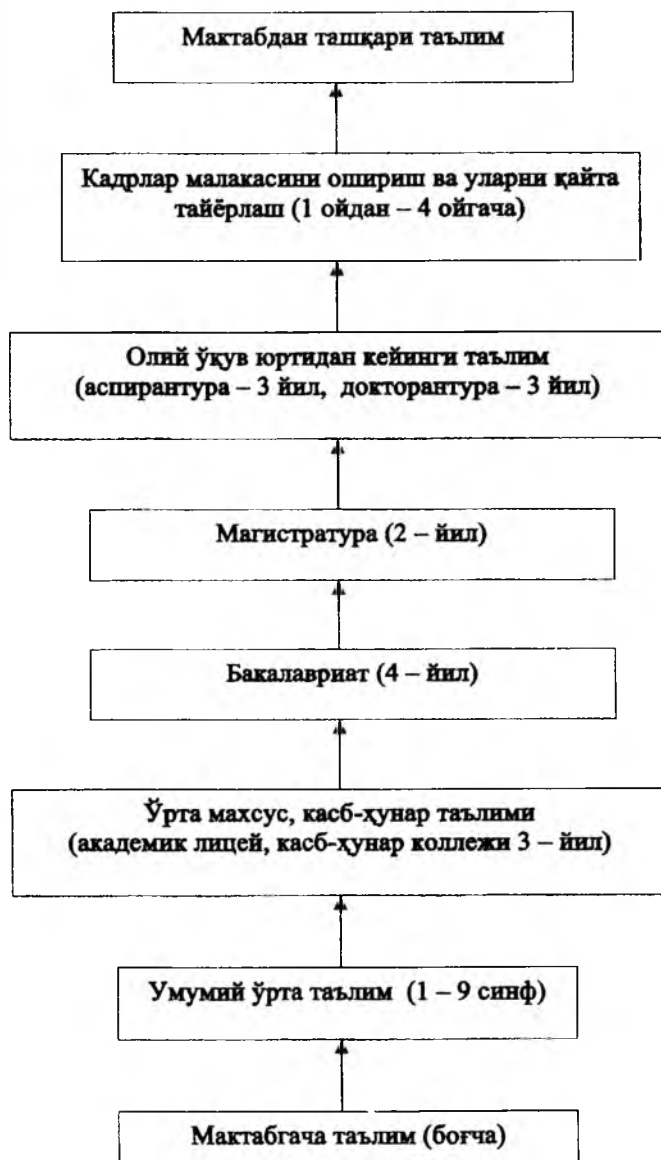 Мактабдан ташқари таълим
Кадрлар малакасини ошириш ва уларни қайта
тайёрлаш (1 ойдан – 4 ойгача)
Олий ўқув юртидан кейинги таълим
(аспирантура – 3 йил, докторантура – 3 йил)
Магистратура (2 – йил)
Бакалавриат (4 – йил)
Ўрта махсус, касб-ҳунар таълими
(академик лицей, касб-ҳунар коллежи 3 – йил)
Умумий ўрта таълим (1 – 9 синф)
Мактабгача таълим (боғча)